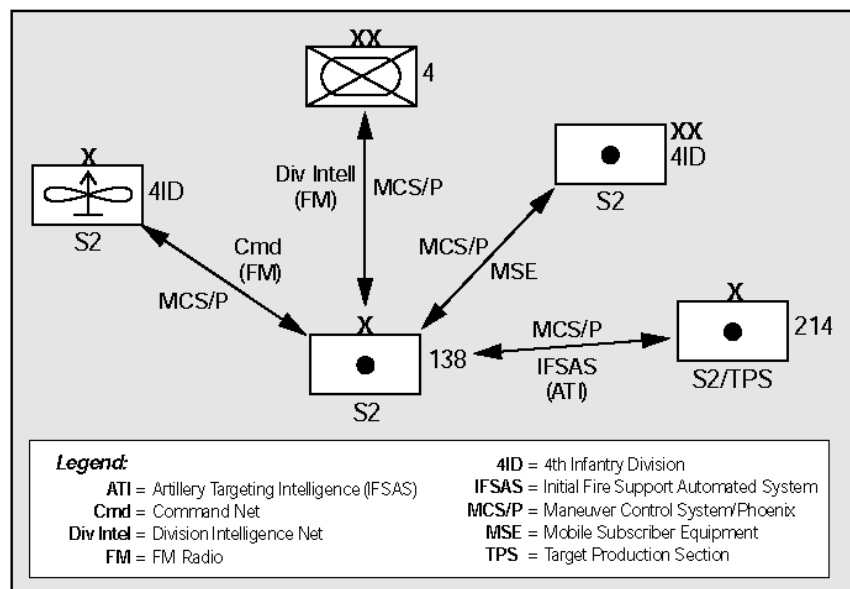 XX
4
XX
4ID
S2
X
4ID
S2
Div Intell
(FM)
MCS/P
Cmd
(FM)
MCS/P
MCS/P
MSE
X
138
S2
MCS/P
IFSAS
(ATI)
X
214
S2/TPS
Legend:
ATI = Artillery Targeting Intelligence (IFSAS)
Cmd = Command Net
Div Intel = Division Intelligence Net
FM = FM Radio
4ID = 4th Infantry Division
IFSAS = Initial Fire Support Automated System
MCS/P = Maneuver Control System/Phoenix
MSE = Mobile Subscriber Equipment
TPS = Target Production Section